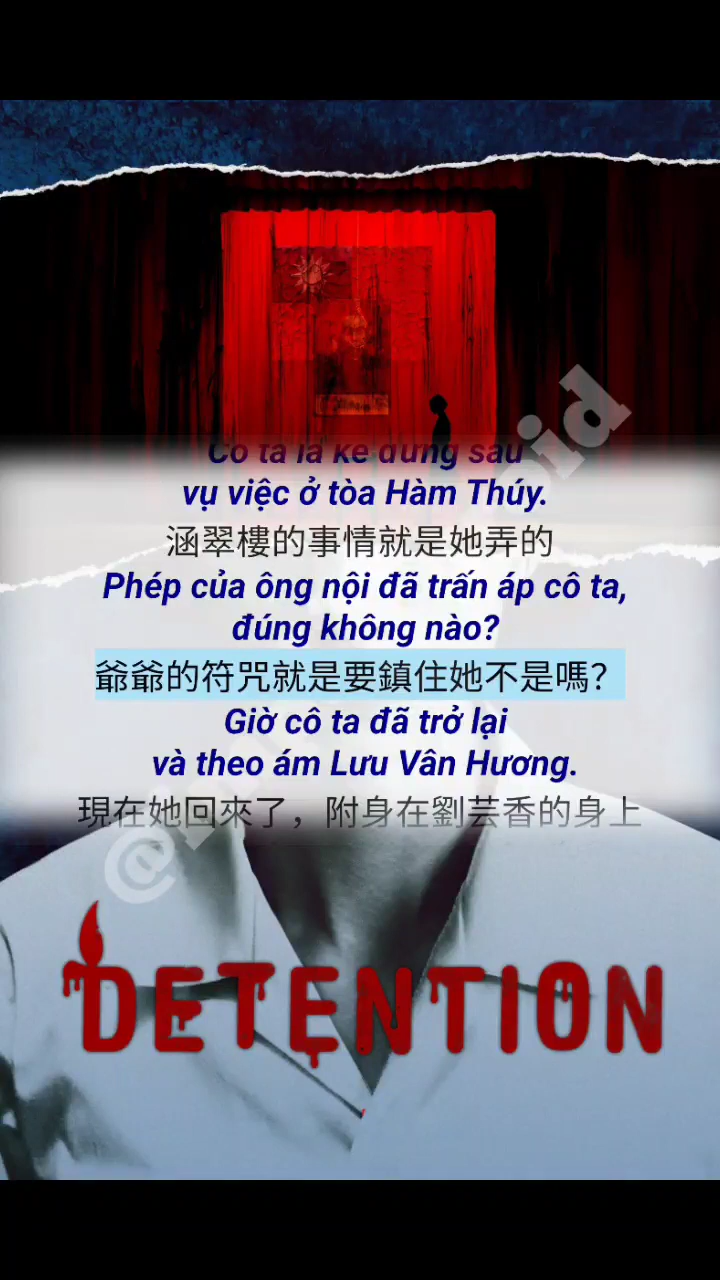 Cô ta là kẻ đứng sau
vụ việc ở tòa Hàm Thúy.
涵翠樓的事情就是她弄的
Phép của ông nội đã trấn áp cô ta,
đúng không nào?
爺爺的符咒就是要鎮住她不是嗎?
Giờ cô ta đã trở lại
và theo ám Lưu Vân Hương.
現在她回來了，附身在劉芸香的身上
DETENTION